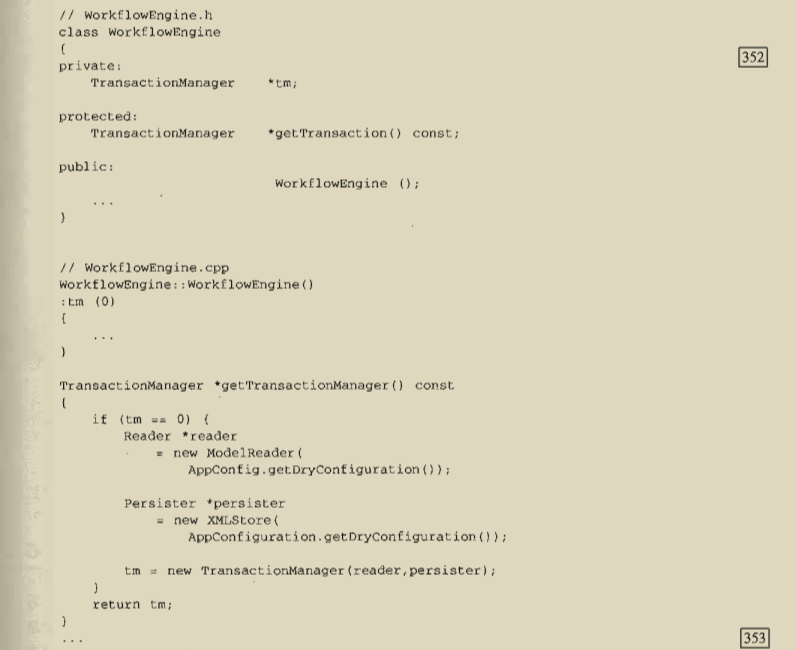 // WorkflowEngine.h
class WorkflowEngine
{
352
private:
    TransactionManager    *tm;
protected:
    TransactionManager    *getTransaction() const;
public:
                          WorkflowEngine ();
    ...
}
// WorkflowEngine.cpp
WorkflowEngine::WorkflowEngine()
:tm (0)
{
    ...
}
TransactionManager *getTransactionManager() const
{
    if (tm == 0) {
        Reader *reader
            = new ModelReader(
                AppConfig.getDryConfiguration());
        Persister *persister
            = new XMLStore(
                AppConfiguration.getDryConfiguration());
        tm = new TransactionManager(reader,persister);
    }
    return tm;
}
...
353